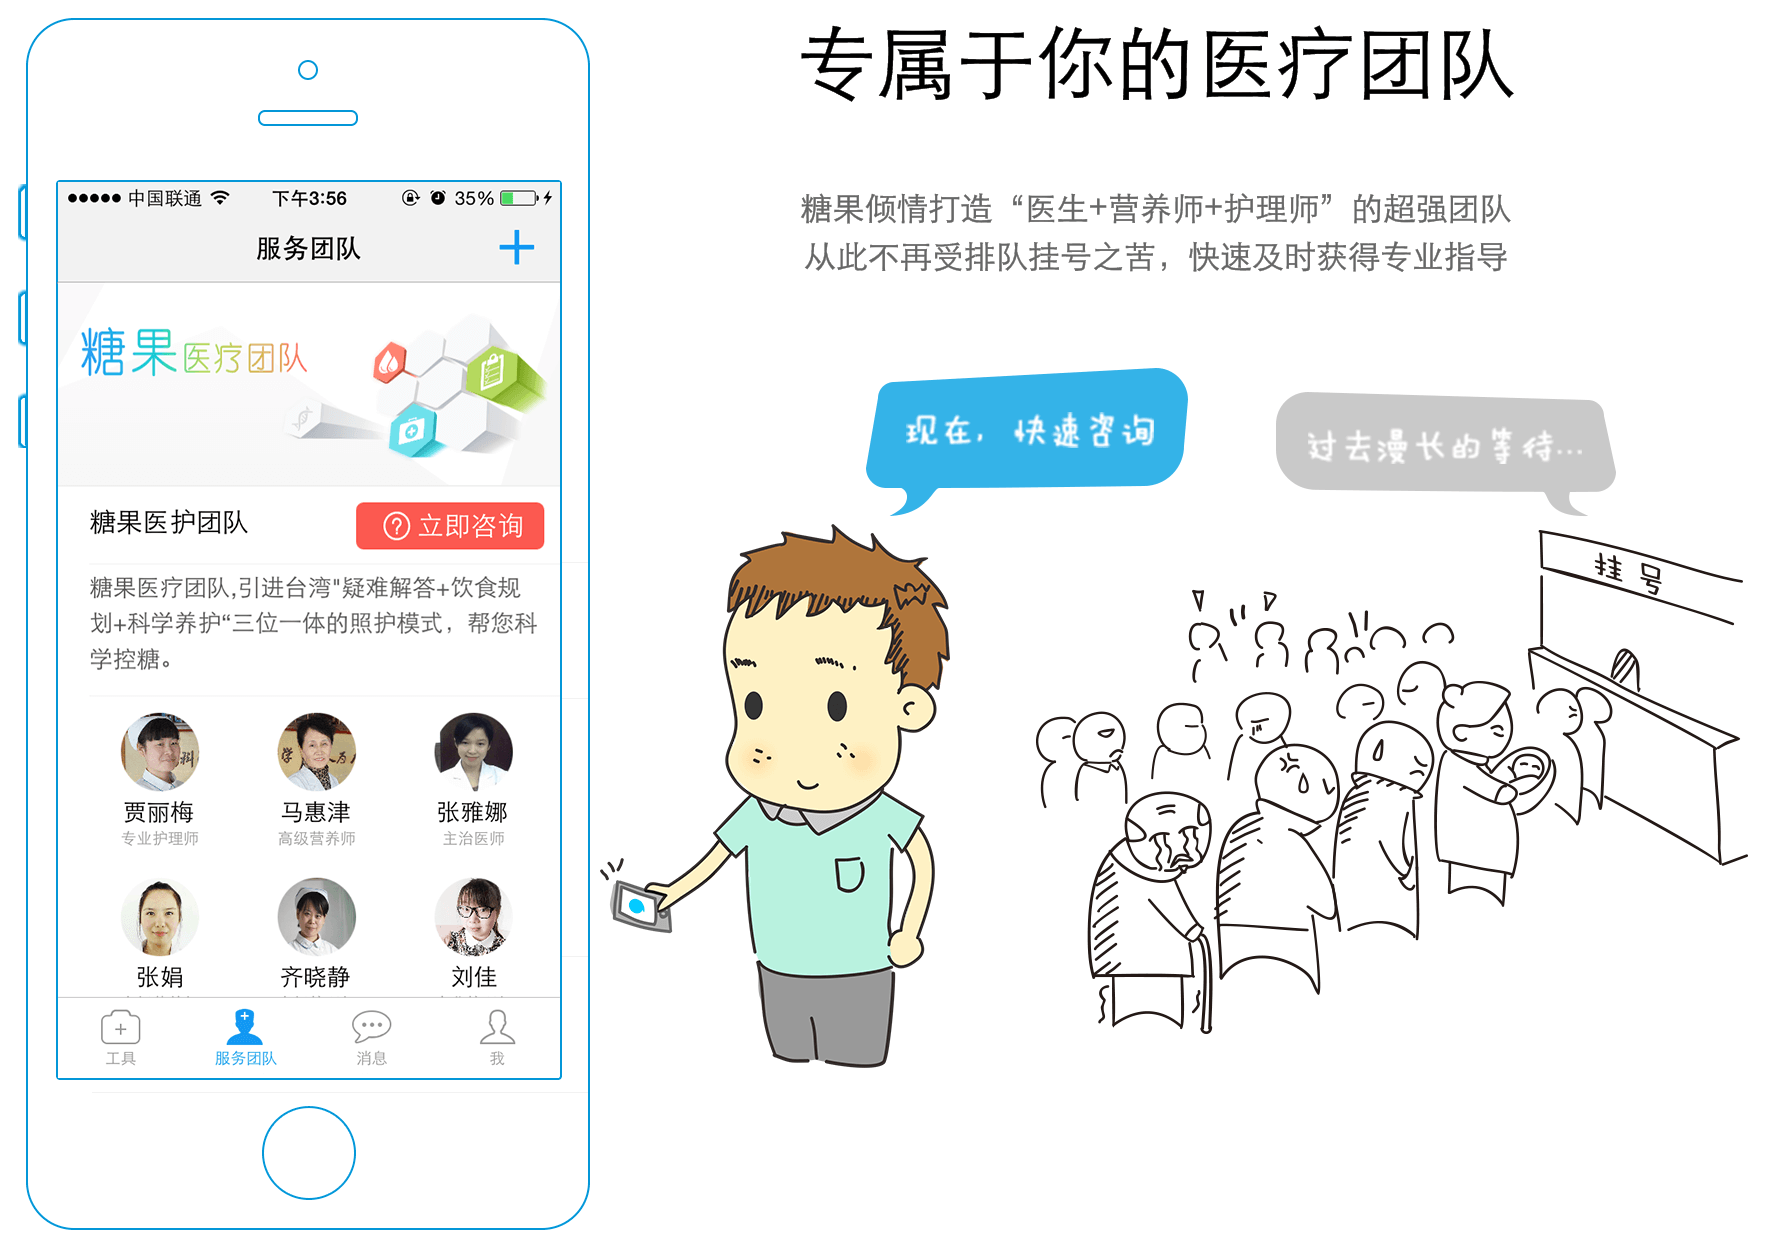 专属于你的医疗团队
糖果倾情打造“医生+营养师+护理师”的超强团队
从此不再受排队挂号之苦，快速及时获得专业指导
现在，快速咨询
过去漫长的等待...
挂号
中国联通 下午3:56 35%
服务团队
糖果医疗团队
糖果医护团队
立即咨询
糖果医疗团队,引进台湾"疑难解答+饮食规
划+科学养护“三位一体的照护模式，帮您科
学控糖。
贾丽梅 马惠津 张雅娜
专业护理师 高级营养师 主治医师
张娟 齐晓静 刘佳
工具 服务团队 消息 我